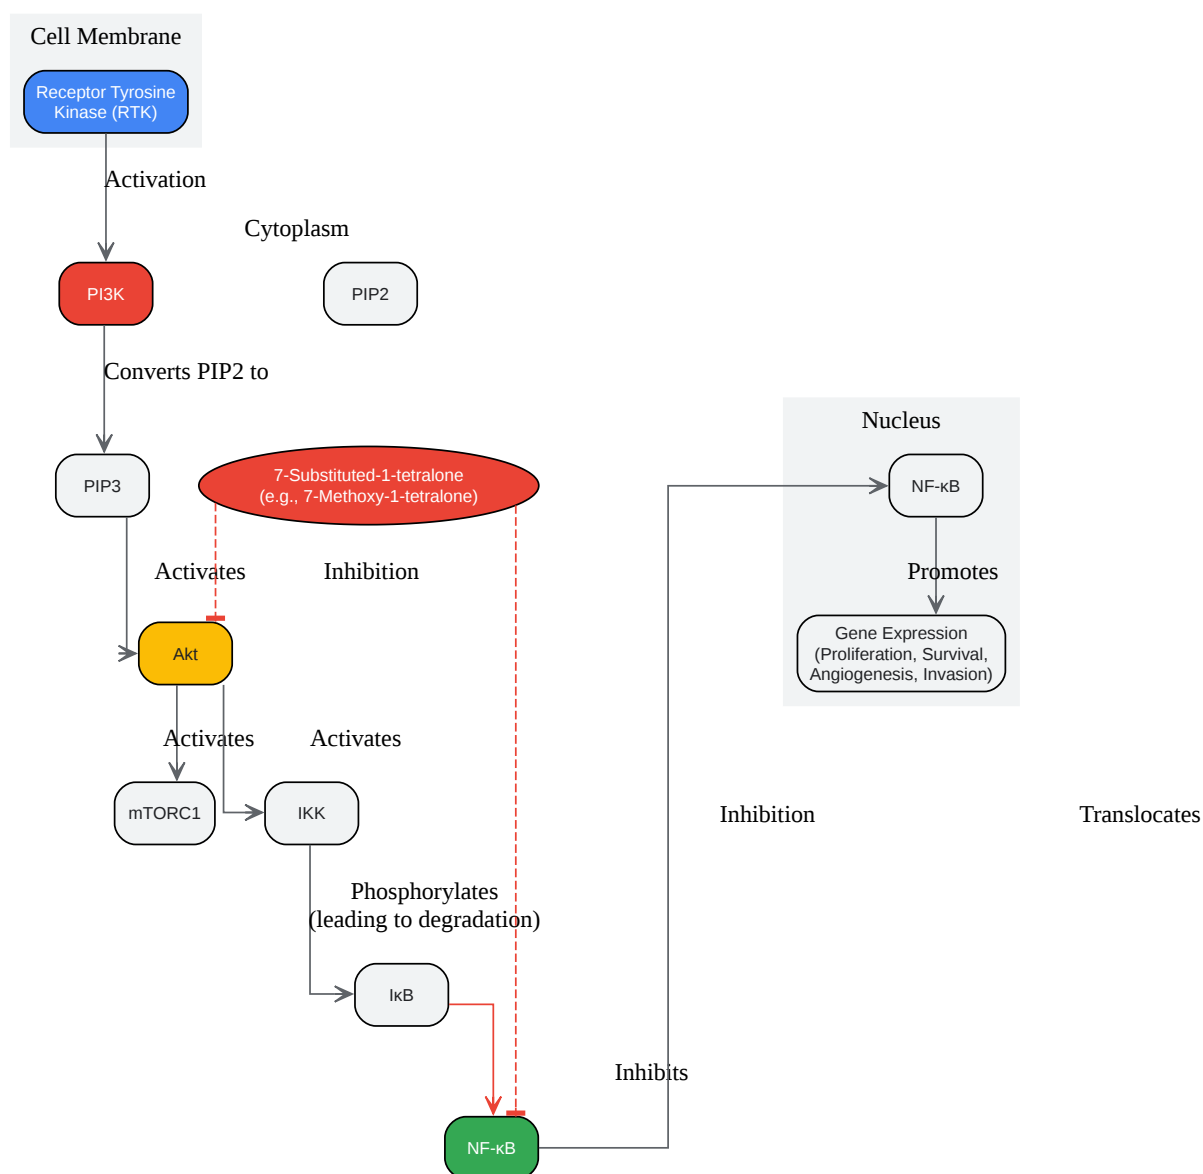 Cell Membrane
Receptor Tyrosine
Kinase (RTK)
Activation
Cytoplasm
PI3K
PIP2
Converts PIP2 to
Nucleus
PIP3
7-Substituted-1-tetralone
(e.g., 7-Methoxy-1-tetralone)
NF-κB
Activates
Inhibition
Promotes
Akt
Gene Expression
(Proliferation, Survival,
Angiogenesis, Invasion)
Activates
Activates
mTORC1
IKK
Inhibition
Translocates
Phosphorylates
(leading to degradation)
IκB
Inhibits
NF-κB